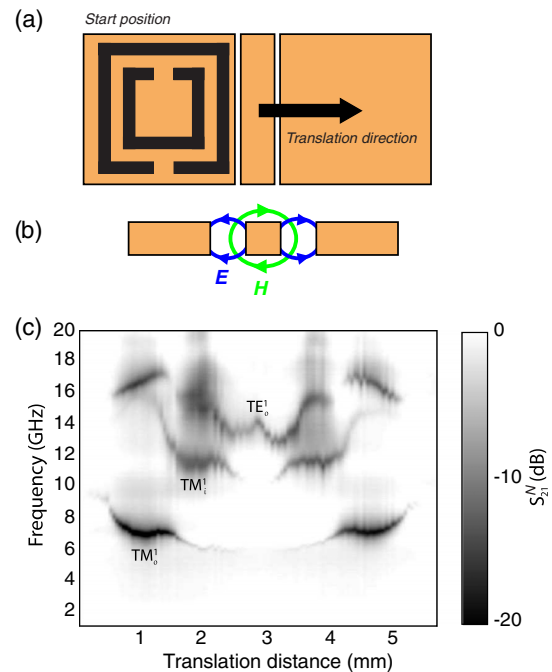 (a)
Start position
Translation direction
(b)
E
H
(c)
20
18
16
14
12
10
8
6
4
2
Frequency (GHz)
TE¹ₒ
TM¹ᵢ
TM¹ₒ
1 2 3 4 5
Translation distance (mm)
0
-10
-20
S₂₁ᴺ (dB)